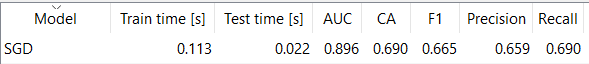 Model Train time [s] Test time [s] AUC CA F1 Precision Recall
SGD 0.113 0.022 0.896 0.690 0.665 0.659 0.690